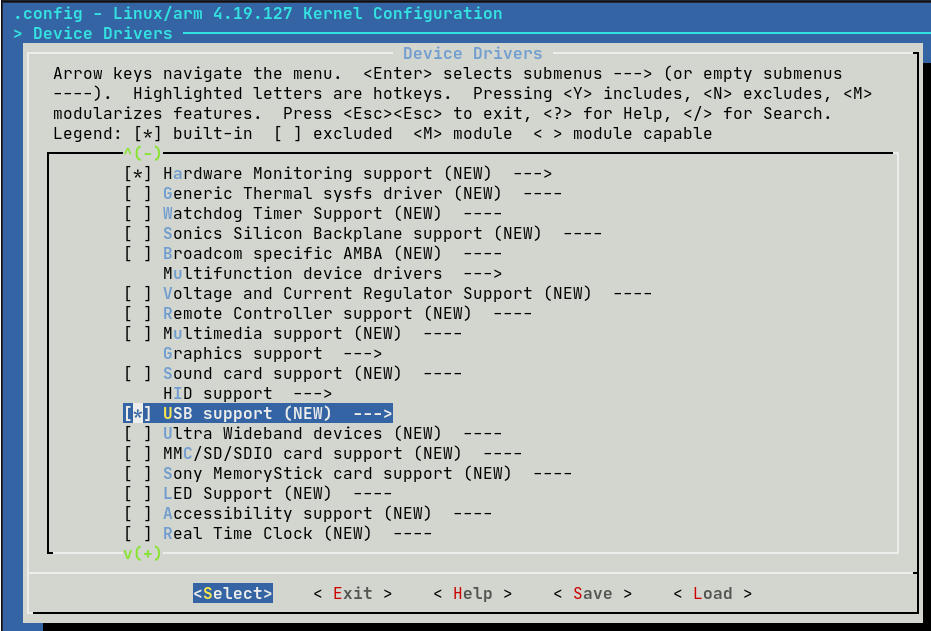 .config - Linux/arm 4.19.127 Kernel Configuration
> Device Drivers
Device Drivers
Arrow keys navigate the menu.  <Enter> selects submenus ---> (or empty submenus
----).  Highlighted letters are hotkeys.  Pressing <Y> includes, <N> excludes, <M>
modularizes features.  Press <Esc><Esc> to exit, <?> for Help, </> for Search.
Legend: [*] built-in  [ ] excluded  <M> module  < > module capable
^(-)
[*] Hardware Monitoring support (NEW)  --->
[ ] Generic Thermal sysfs driver (NEW)  ----
[ ] Watchdog Timer Support (NEW)  ----
[ ] Sonics Silicon Backplane support (NEW)  ----
[ ] Broadcom specific AMBA (NEW)  ----
Multifunction device drivers  --->
[ ] Voltage and Current Regulator Support (NEW)  ----
[ ] Remote Controller support (NEW)  ----
[ ] Multimedia support (NEW)  ----
Graphics support  --->
[ ] Sound card support (NEW)  ----
HID support  --->
[*] USB support (NEW)  --->
[ ] Ultra Wideband devices (NEW)  ----
[ ] MMC/SD/SDIO card support (NEW)  ----
[ ] Sony MemoryStick card support (NEW)  ----
[ ] LED Support (NEW)  ----
[ ] Accessibility support (NEW)  ----
[ ] Real Time Clock (NEW)  ----
v(+)
<Select>    < Exit >    < Help >    < Save >    < Load >